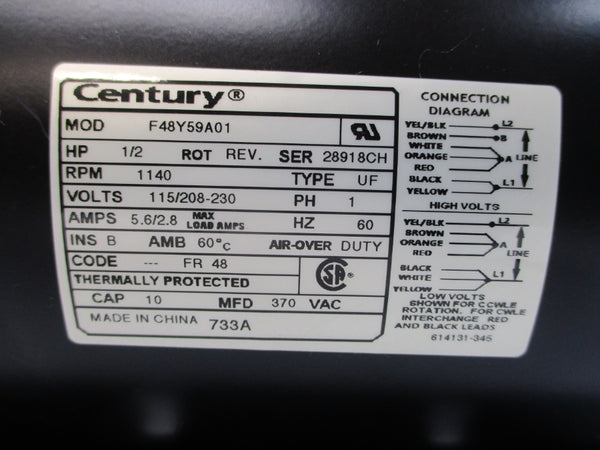 Century®
MOD F48Y59A01
HP 1/2 ROT REV. SER 28918CH
RPM 1140 TYPE UF
VOLTS 115/208-230 PH 1
AMPS 5.6/2.8 MAX LOAD AMPS HZ 60
INS B AMB 60°c AIR-OVER DUTY
CODE --- FR 48
THERMALLY PROTECTED
CAP 10 MFD 370 VAC
MADE IN CHINA 733A
CONNECTION
DIAGRAM
YEL/BLK L2
BROWN B
WHITE
ORANGE A LINE
RED
BLACK L1
YELLOW
HIGH VOLTS
YEL/BLK L2
BROWN
ORANGE A
RED LINE
BLACK
WHITE L1
YELLOW
LOW VOLTS
SHOWN FOR CCWLE
ROTATION. FOR CWLE
INTERCHANGE RED
AND BLACK LEADS
614131-345